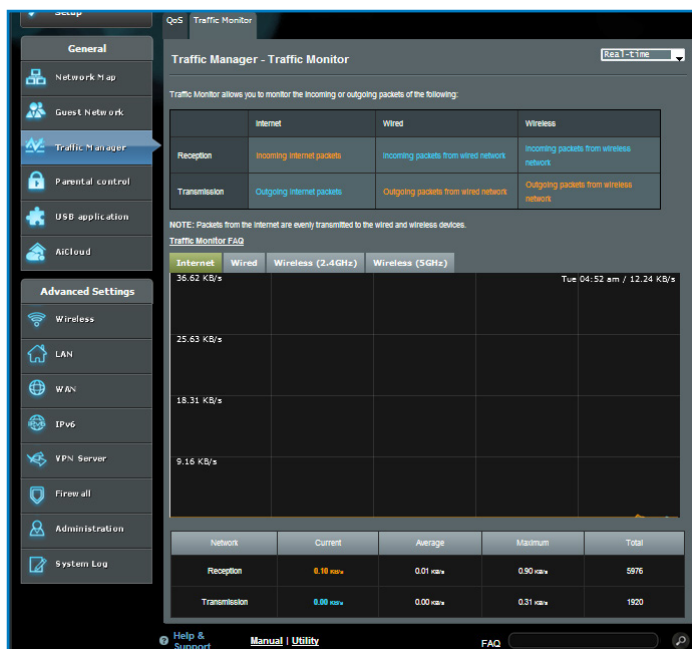 Setup
QoS Traffic Monitor
General
Network Map
Guest Network
Traffic Manager
Parental control
USB application
AiCloud
Advanced Settings
Wireless
LAN
WAN
IPv6
VPN Server
Firewall
Administration
System Log
Traffic Manager - Traffic Monitor
Real-time
Traffic Monitor allows you to monitor the incoming or outgoing packets of the following:
Internet Wired Wireless
Reception Incoming Internet packets Incoming packets from wired network Incoming packets from wireless network
Transmission Outgoing Internet packets Outgoing packets from wired network Outgoing packets from wireless network
NOTE: Packets from the Internet are evenly transmitted to the wired and wireless devices.
Traffic Monitor FAQ
Internet Wired Wireless (2.4GHz) Wireless (5GHz)
36.62 KB/s Tue 04:52 am / 12.24 KB/s
25.63 KB/s
18.31 KB/s
9.16 KB/s
Network Current Average Maximum Total
Reception 0.10 KB/s 0.01 KB/s 0.90 KB/s 5976
Transmission 0.00 KB/s 0.00 KB/s 0.31 KB/s 1920
Help & Support Manual | Utility FAQ